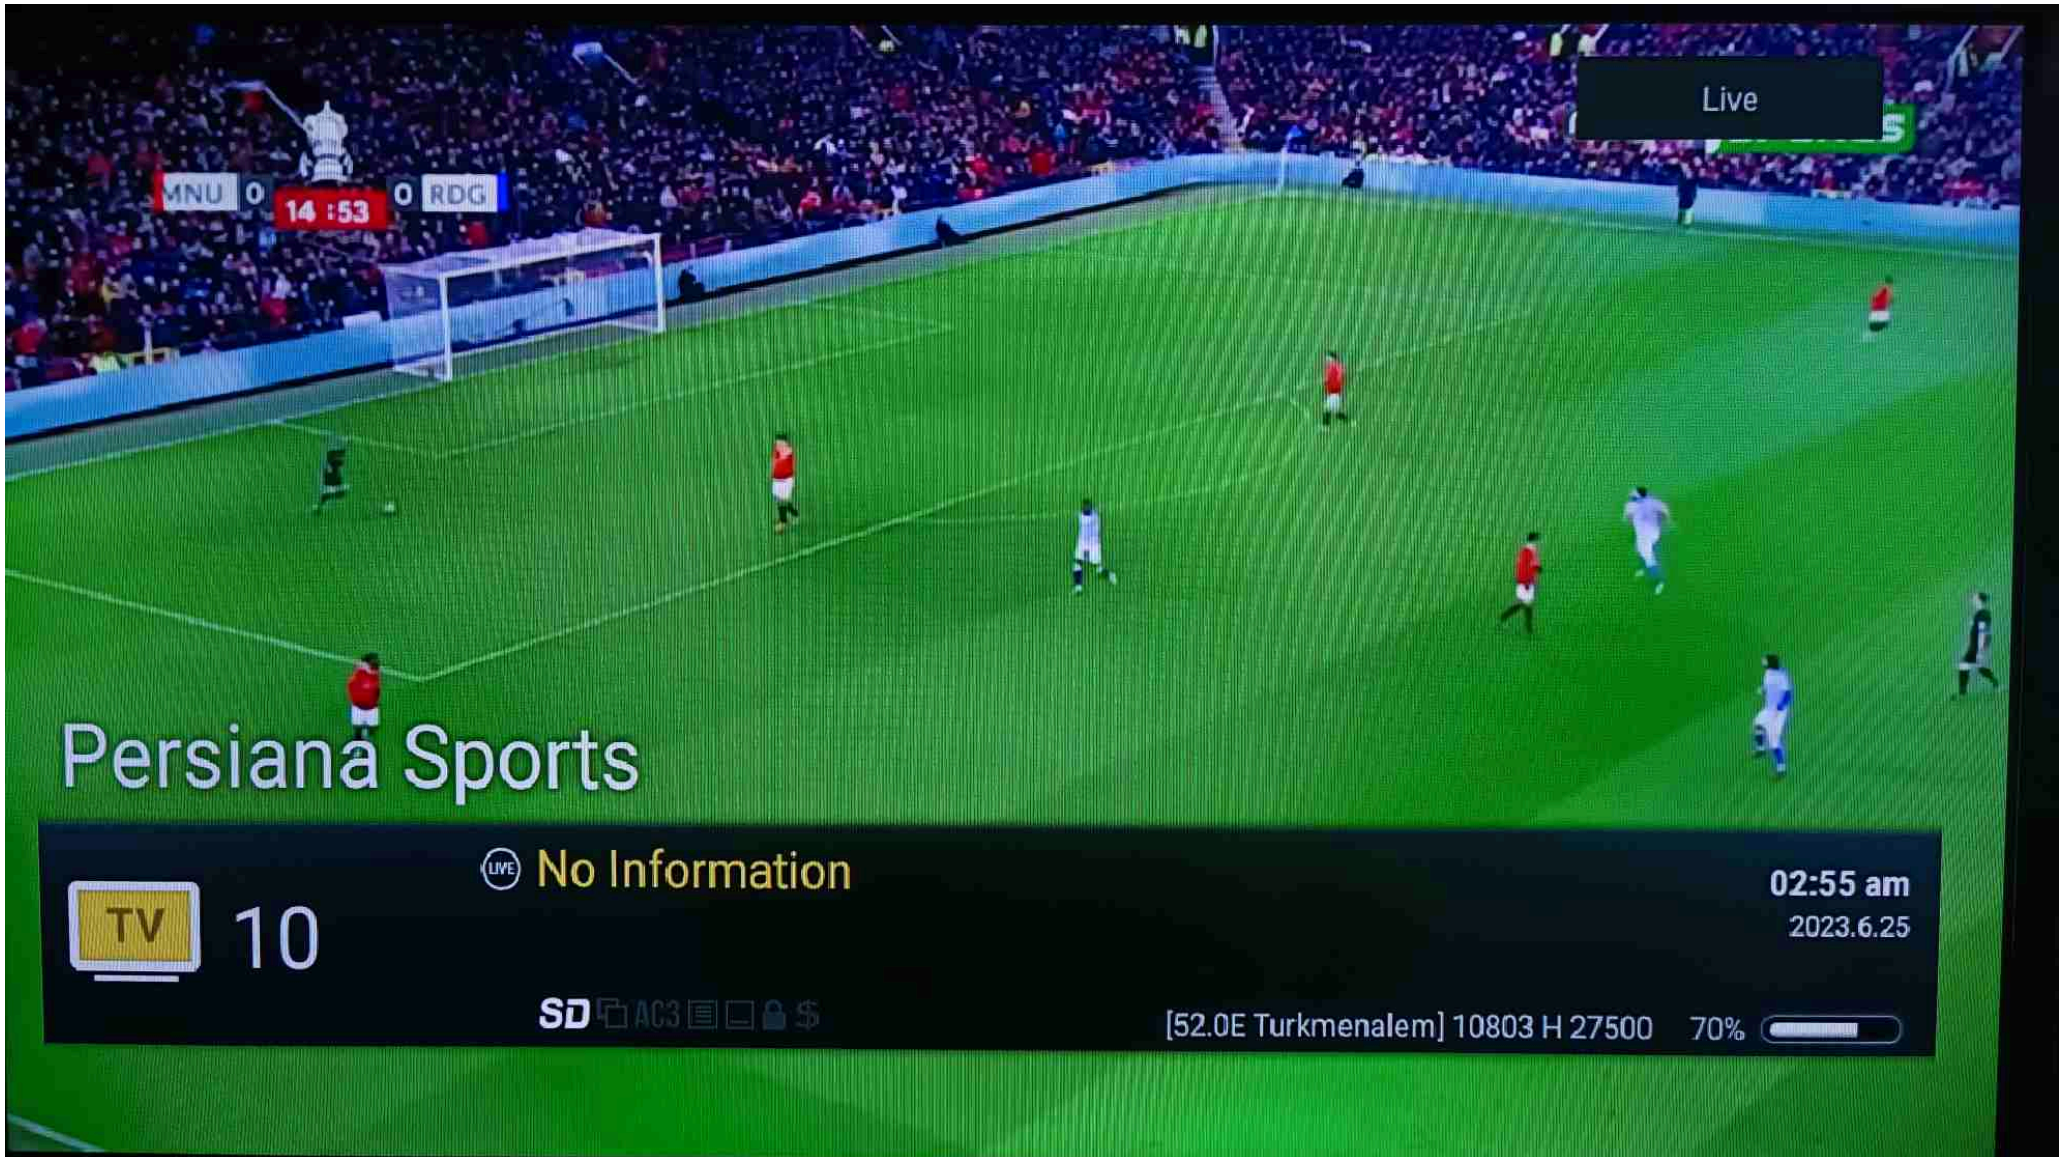 Live
MNU 0 14:53 0 RDG
Persiana Sports
LIVE No Information
TV 10
02:55 am
2023.6.25
SD AC3 $
[52.0E Turkmenalem] 10803 H 27500 70%